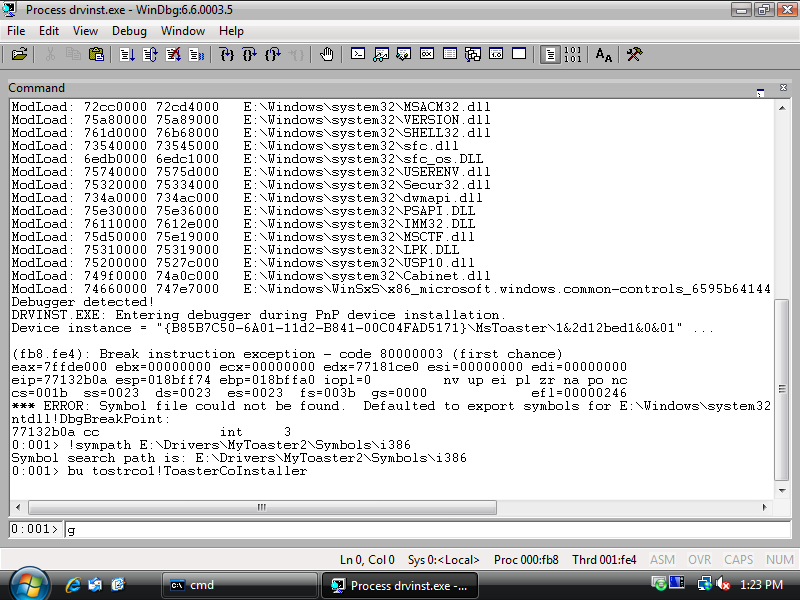 Process drvinst.exe - WinDbg:6.6.0003.5
File Edit View Debug Window Help
Command
ModLoad: 72cc0000 72cd4000 E:\Windows\system32\MSACM32.dll
ModLoad: 75a80000 75a89000 E:\Windows\system32\VERSION.dll
ModLoad: 761d0000 76b68000 E:\Windows\system32\SHELL32.dll
ModLoad: 73540000 73545000 E:\Windows\system32\sfc.dll
ModLoad: 6edb0000 6edc1000 E:\Windows\system32\sfc_os.DLL
ModLoad: 75740000 7575d000 E:\Windows\system32\USERENV.dll
ModLoad: 75320000 75334000 E:\Windows\system32\Secur32.dll
ModLoad: 734a0000 734ac000 E:\Windows\system32\dwmapi.dll
ModLoad: 75e30000 75e36000 E:\Windows\system32\PSAPI.DLL
ModLoad: 76110000 7612e000 E:\Windows\system32\IMM32.DLL
ModLoad: 75d50000 75e19000 E:\Windows\system32\MSCTF.dll
ModLoad: 75310000 75319000 E:\Windows\system32\LPK.DLL
ModLoad: 75200000 7527c000 E:\Windows\system32\USP10.dll
ModLoad: 749f0000 74a0c000 E:\Windows\system32\Cabinet.dll
ModLoad: 74660000 747e7000 E:\Windows\WinSxS\x86_microsoft.windows.common-controls_6595b64144
Debugger detected!
DRVINST.EXE: Entering debugger during PnP device installation.
Device instance = "{B85B7C50-6A01-11d2-B841-00C04FAD5171}\MsToaster\1&2d12bed1&0&01" ...
(fb8.fe4): Break instruction exception - code 80000003 (first chance)
eax=7ffde000 ebx=00000000 ecx=00000000 edx=77181ce0 esi=00000000 edi=00000000
eip=77132b0a esp=018bff74 ebp=018bffa0 iopl=0 nv up ei pl zr na po nc
cs=001b ss=0023 ds=0023 es=0023 fs=003b gs=0000 efl=00000246
*** ERROR: Symbol file could not be found. Defaulted to export symbols for E:\Windows\system32
ntdll!DbgBreakPoint:
77132b0a cc int 3
0:001> !sympath E:\Drivers\MyToaster2\Symbols\i386
Symbol search path is: E:\Drivers\MyToaster2\Symbols\i386
0:001> bu tostrco1!ToasterCoInstaller
0:001> g
Ln 0, Col 0 Sys 0:<Local> Proc 000:fb8 Thrd 001:fe4 ASM OVR CAPS NUM
cmd Process drvinst.exe -... 1:23 PM